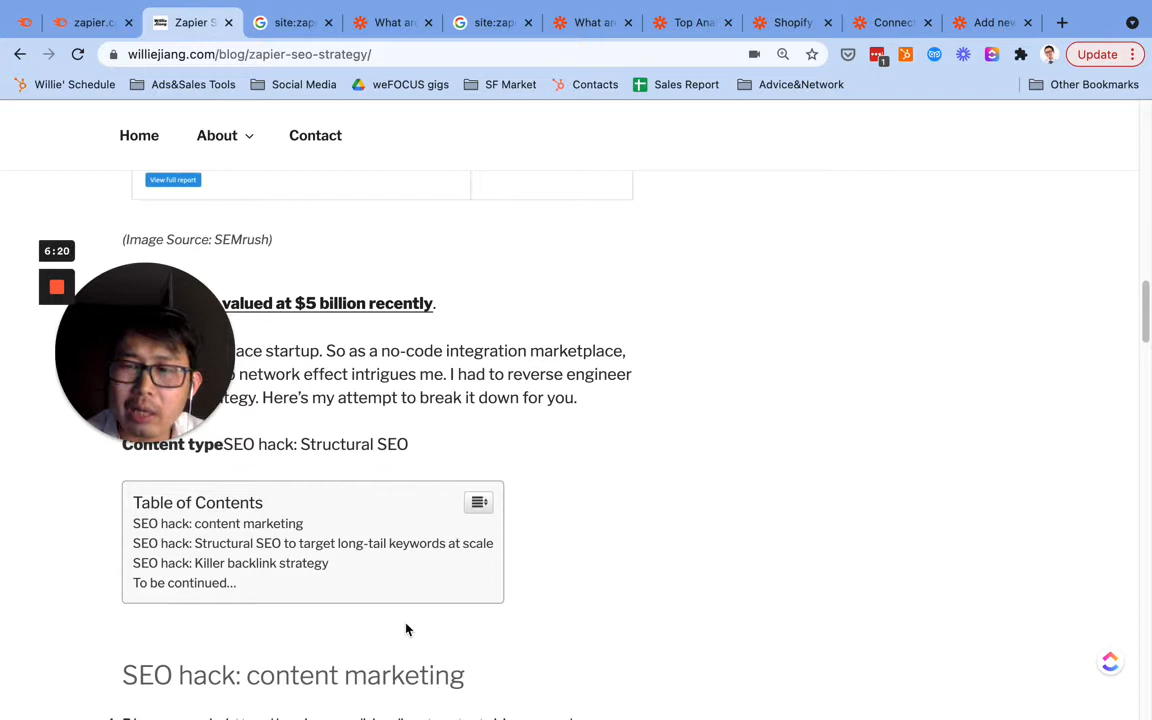 zapier.c
Zapier S
site:zap
What ar
site:zap
What ar
Top Ana
Shopify
Connec
Add new
williejiang.com/blog/zapier-seo-strategy/
1
Update
Willie' Schedule
Ads&Sales Tools
Social Media
weFOCUS gigs
SF Market
Contacts
Sales Report
Advice&Network
Other Bookmarks
Home
About
Contact
View full report
(Image Source: SEMrush)
6:20
valued at $5 billion recently.
ace startup. So as a no-code integration marketplace,
network effect intrigues me. I had to reverse engineer
tegy. Here's my attempt to break it down for you.
Content typeSEO hack: Structural SEO
Table of Contents
SEO hack: content marketing
SEO hack: Structural SEO to target long-tail keywords at scale
SEO hack: Killer backlink strategy
To be continued…
SEO hack: content marketing